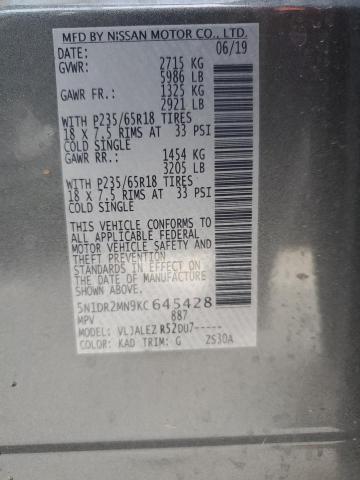 MFD BY NISSAN MOTOR CO., LTD.
DATE: 06/19
GVWR: 2715 KG
5986 LB
GAWR FR.: 1325 KG
2921 LB
WITH P235/65R18 TIRES
18 X 7.5 RIMS AT 33 PSI
COLD SINGLE
GAWR RR.: 1454 KG
3205 LB
WITH P235/65R18 TIRES
18 X 7.5 RIMS AT 33 PSI
COLD SINGLE
THIS VEHICLE CONFORMS TO
ALL APPLICABLE FEDERAL
MOTOR VEHICLE SAFETY AND
THEFT PREVENTION
STANDARDS IN EFFECT ON
THE DATE OF MANUFACTURE
SHOWN ABOVE.
5N1DR2MN9KC 645428
MPV 887
MODEL: VLJALEZ R52DU7-----
COLOR: KAD TRIM: G ZS30A